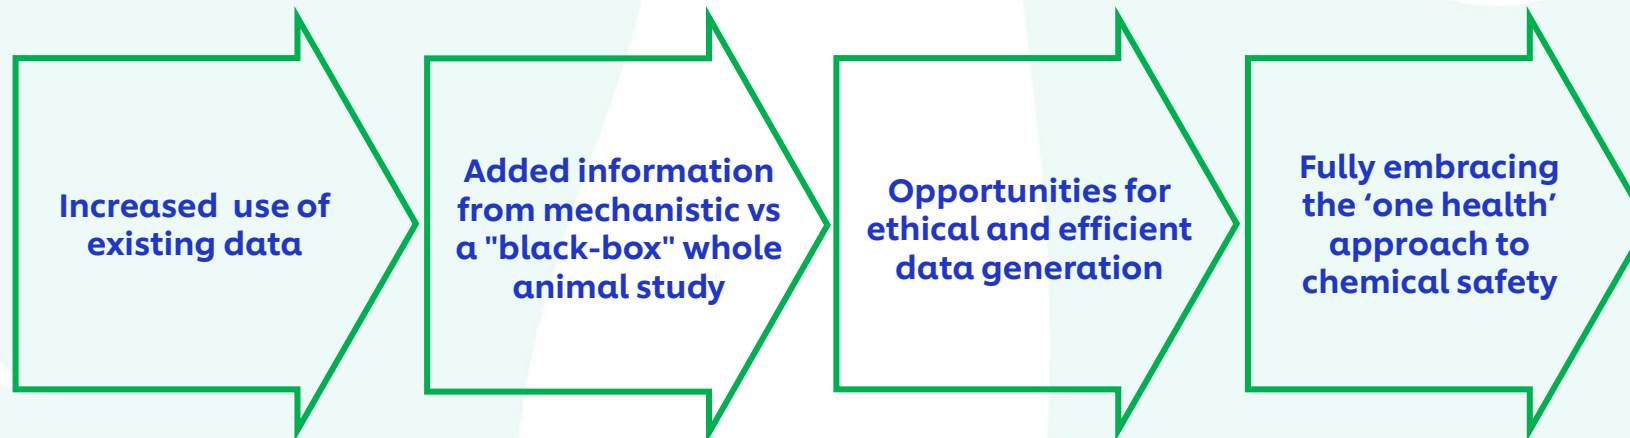 Increased  use of
existing data
Added information
from mechanistic vs
a "black-box" whole
animal study
Opportunities for
ethical and efficient
data generation
Fully embracing
the ‘one health’
approach to
chemical safety